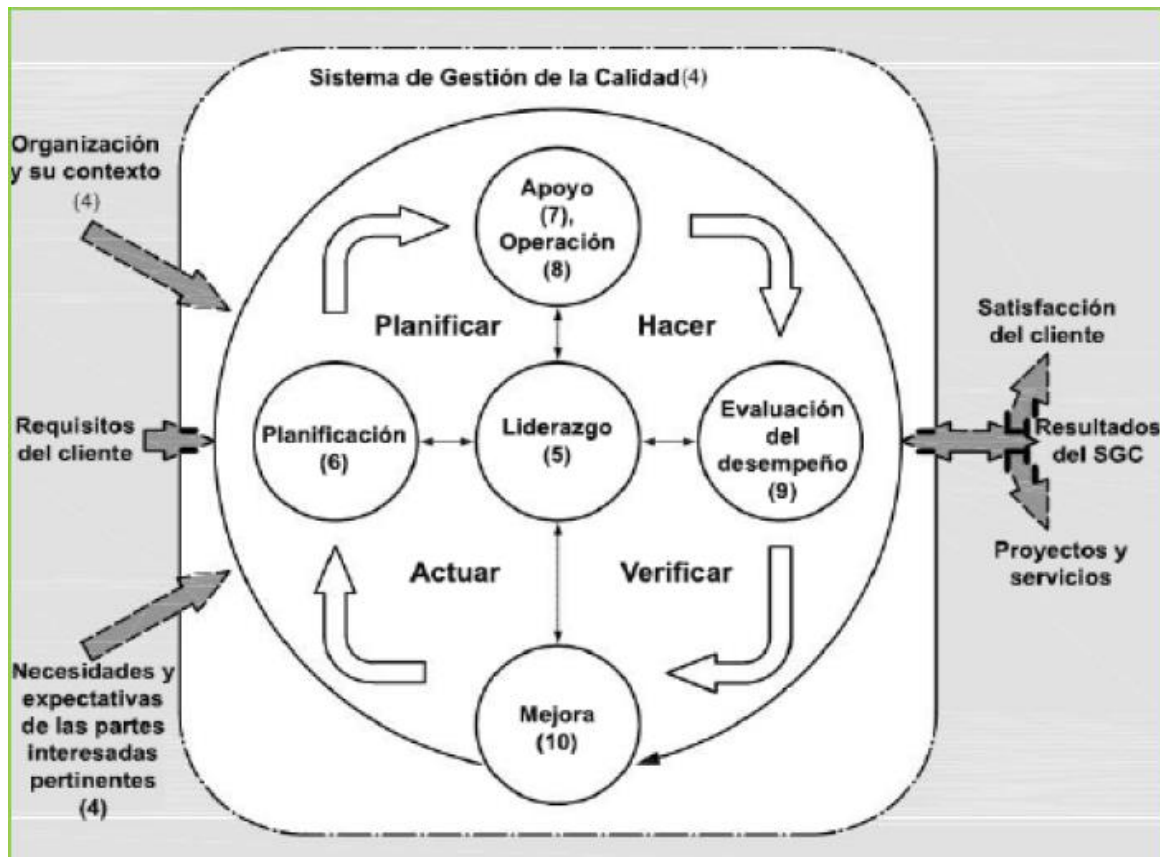 Sistema de Gestión de la Calidad(4)
Organización
y su contexto
(4)
Apoyo
(7),
Operación
(8)
Planificar
Hacer
Satisfacción
del cliente
Requisitos
del cliente
Planificación
(6)
Liderazgo
(5)
Evaluación
del
desempeño
(9)
Resultados
del SGC
Actuar
Verificar
Proyectos y
servicios
Necesidades y
expectativas
de las partes
interesadas
pertinentes
(4)
Mejora
(10)